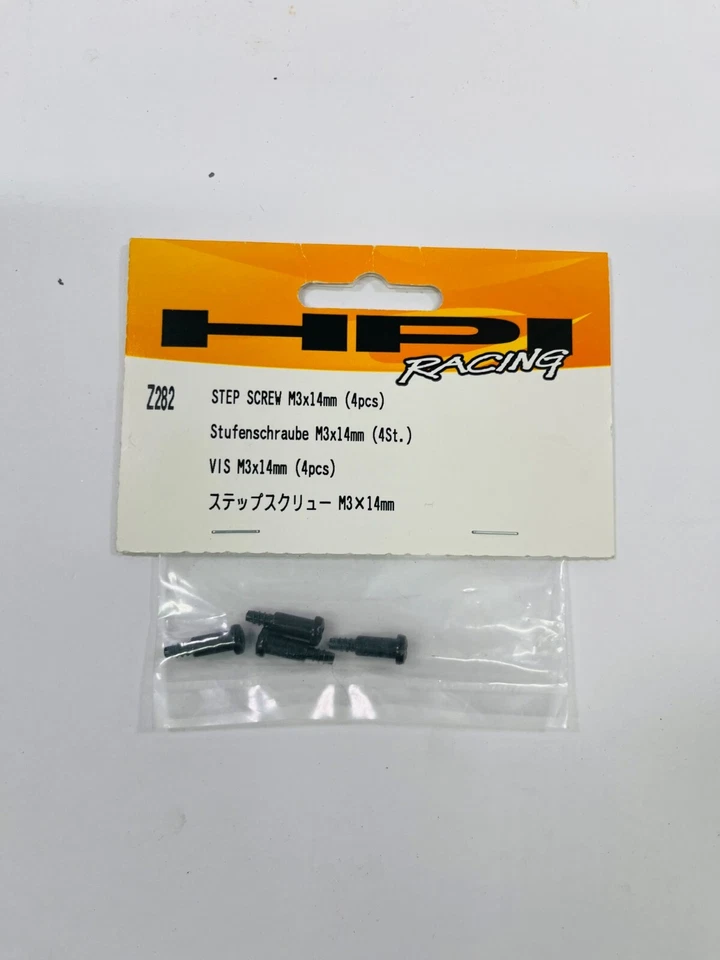 HPI
RACING
Z282
STEP SCREW M3x14mm (4pcs)
Stufenschraube M3x14mm (4St.)
VIS M3x14mm (4pcs)
ステップスクリュー M3×14mm